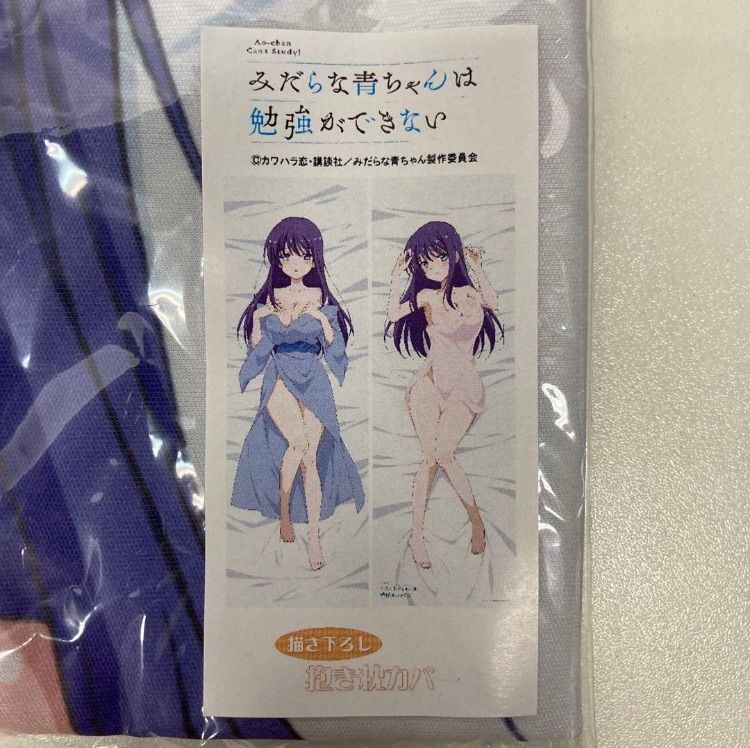 Ao-chan
Can't Study!
みだらな青ちゃんは
勉強ができない
©カワハラ恋・講談社／みだらな青ちゃん製作委員会
描き下ろし
抱き枕カバー